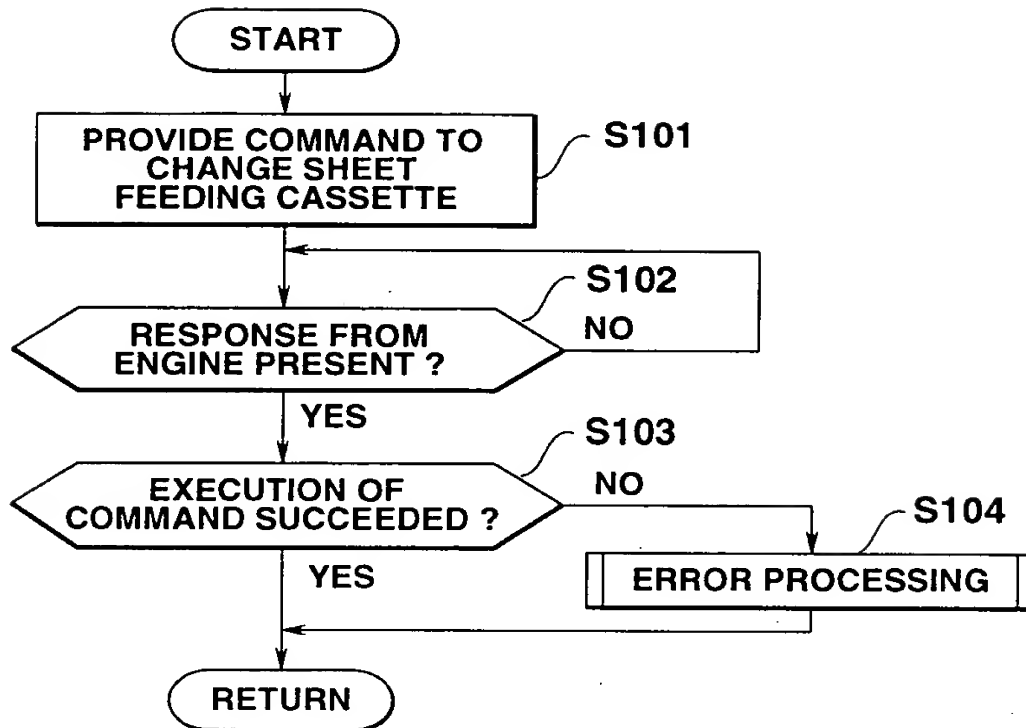 START
PROVIDE COMMAND TO
CHANGE SHEET
FEEDING CASSETTE
S101
S102
RESPONSE FROM
ENGINE PRESENT ?
NO
YES
S103
EXECUTION OF
COMMAND SUCCEEDED ?
NO
S104
YES
ERROR PROCESSING
RETURN